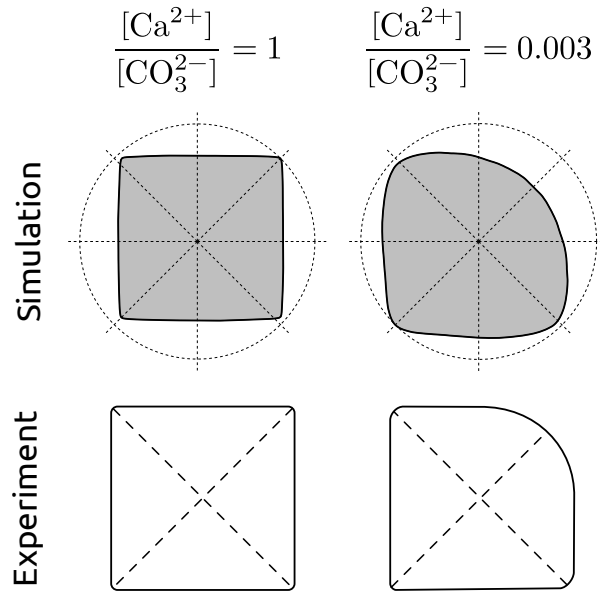 [Ca²⁺] / [CO₃²⁻] = 1
[Ca²⁺] / [CO₃²⁻] = 0.003
Simulation
Experiment